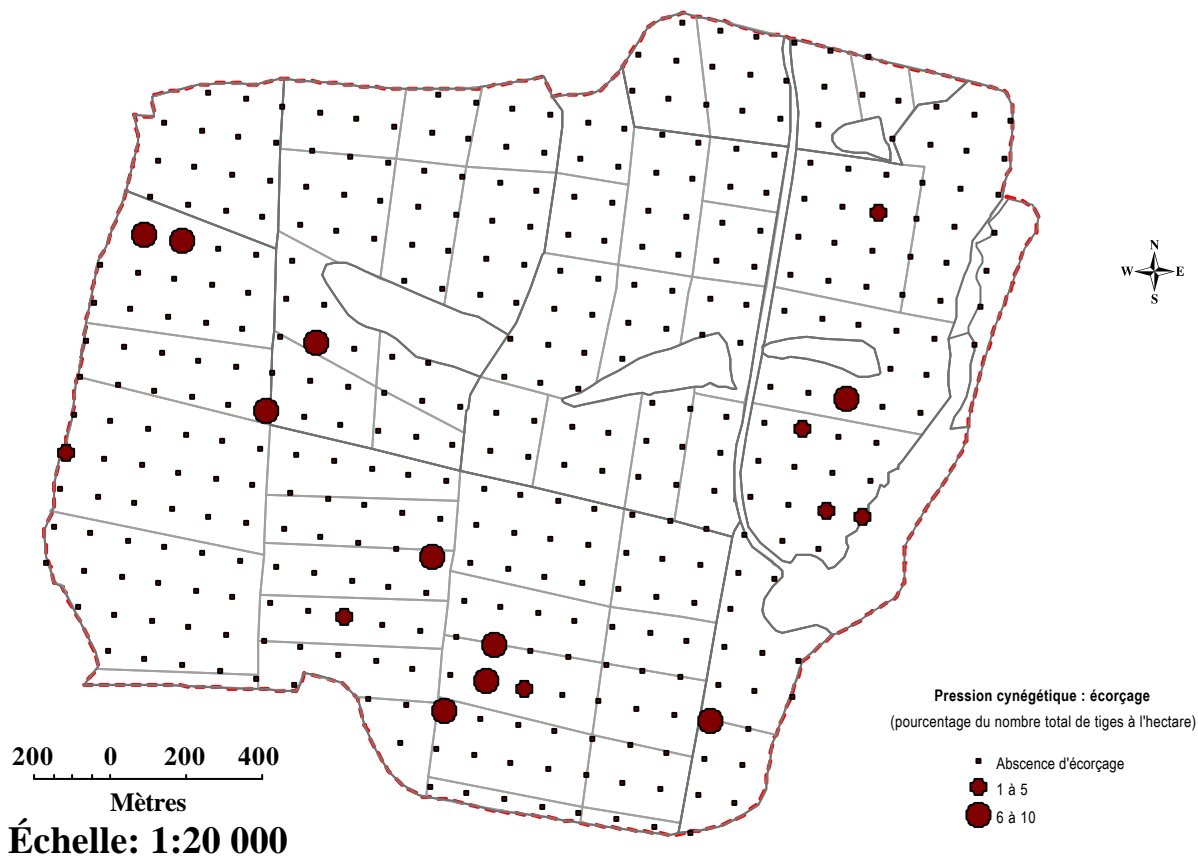 N
W E
S
Pression cynégétique : écorçage
(pourcentage du nombre total de tiges à l'hectare)
Abscence d'écorçage
1 à 5
6 à 10
200 0 200 400
Mètres
Échelle: 1:20 000